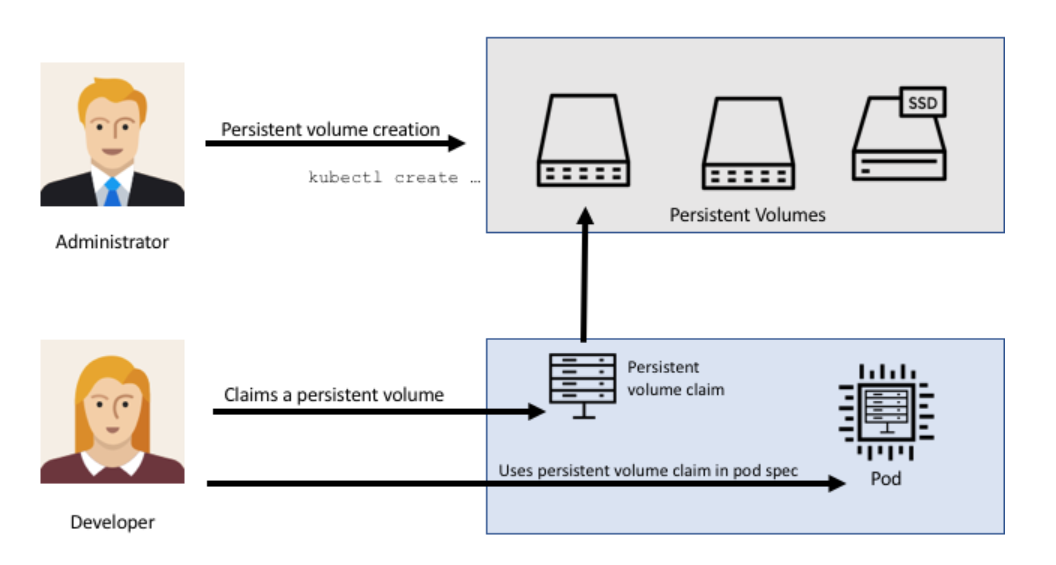 Persistent volume creation
kubectl create …
SSD
Persistent Volumes
Administrator
Claims a persistent volume
Persistent
volume claim
Uses persistent volume claim in pod spec
Pod
Developer